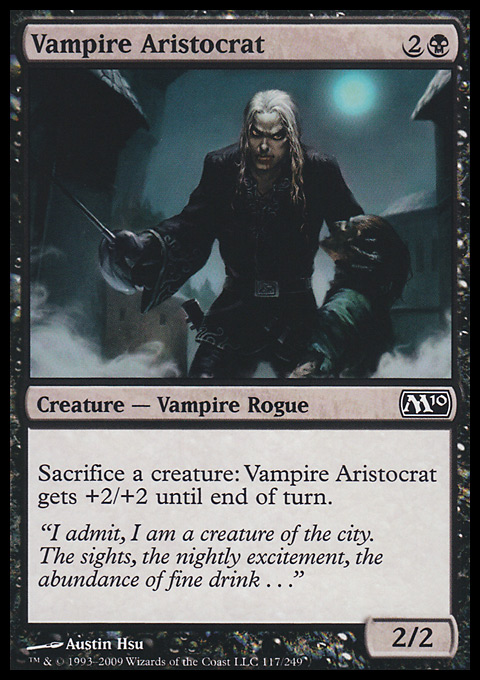 Vampire Aristocrat 2
Creature — Vampire Rogue M10
Sacrifice a creature: Vampire Aristocrat
gets +2/+2 until end of turn.
“I admit, I am a creature of the city.
The sights, the nightly excitement, the
abundance of fine drink . . .”
Austin Hsu
2/2
™ & © 1993–2009 Wizards of the Coast LLC 117/249